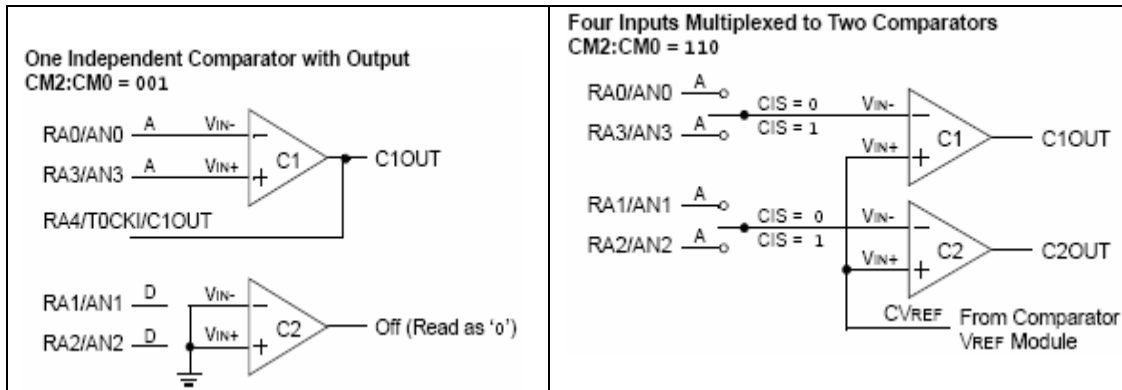 One Independent Comparator with Output
CM2:CM0 = 001
RA0/AN0 A VIN- −
C1 C1OUT
RA3/AN3 A VIN+ +
RA4/T0CKI/C1OUT
RA1/AN1 D VIN- −
C2 Off (Read as ‘0’)
RA2/AN2 D VIN+ +
Four Inputs Multiplexed to Two Comparators
CM2:CM0 = 110
RA0/AN0 A
CIS = 0 VIN- −
RA3/AN3 A CIS = 1
C1 C1OUT
VIN+ +
RA1/AN1 A
CIS = 0 VIN- −
RA2/AN2 A CIS = 1
C2 C2OUT
VIN+ +
CVREF From Comparator
VREF Module